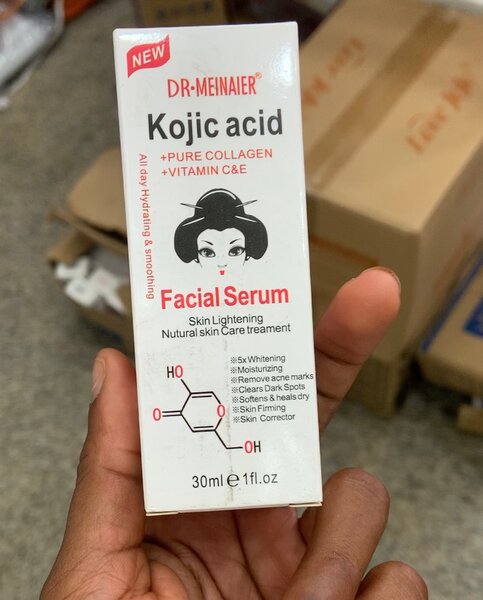 NEW
DR·MEINAIER®
Kojic acid
+PURE COLLAGEN
+VITAMIN C&E
All day Hydrating & smoothing
Facial Serum
Skin Lightening
Nutural skin Care treament
※5x Whitening
※Moisturizing
※Remove acne marks
※Clears Dark Spots
※Softens & heals dry
※Skin Firming
※Skin Corrector
HO
O
O
OH
30ml e 1fl.oz